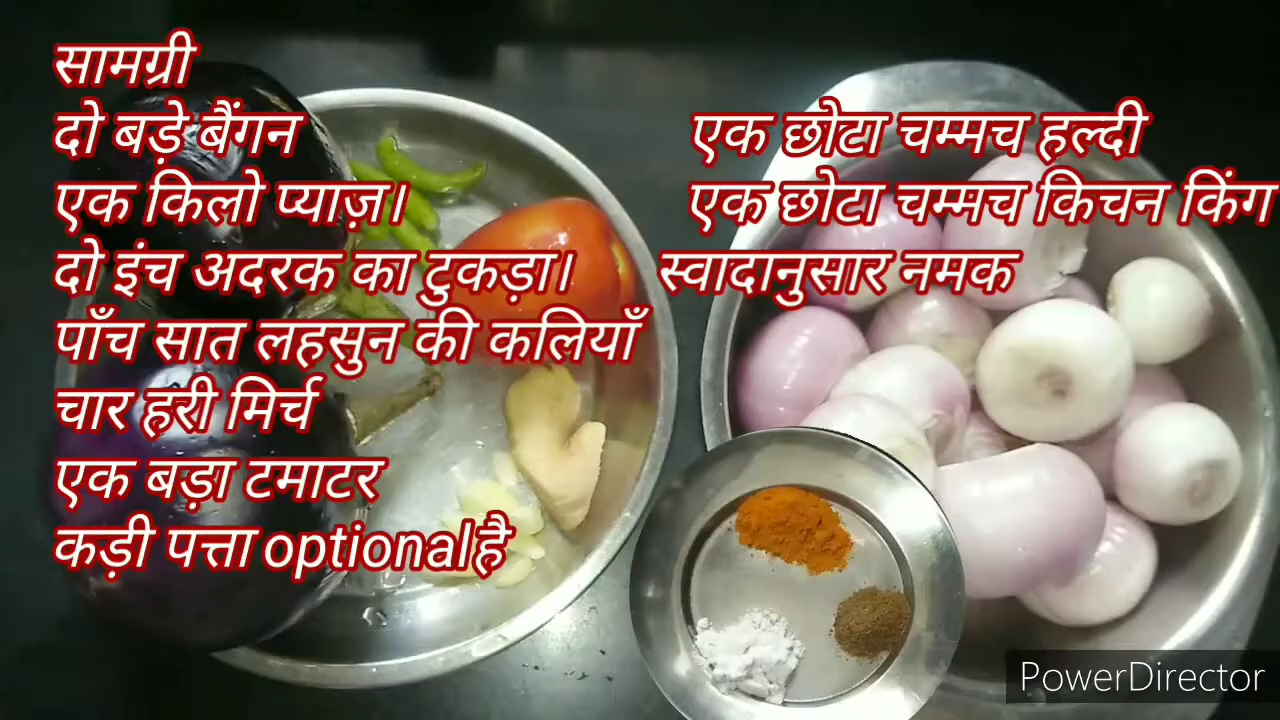 सामग्री
दो बड़े बैंगन
एक किलो प्याज़।
दो इंच अदरक का टुकड़ा।
पाँच सात लहसुन की कलियाँ
चार हरी मिर्च
एक बड़ा टमाटर
कड़ी पत्ता optional है
एक छोटा चम्मच हल्दी
एक छोटा चम्मच किचन किंग
स्वादानुसार नमक
PowerDirector